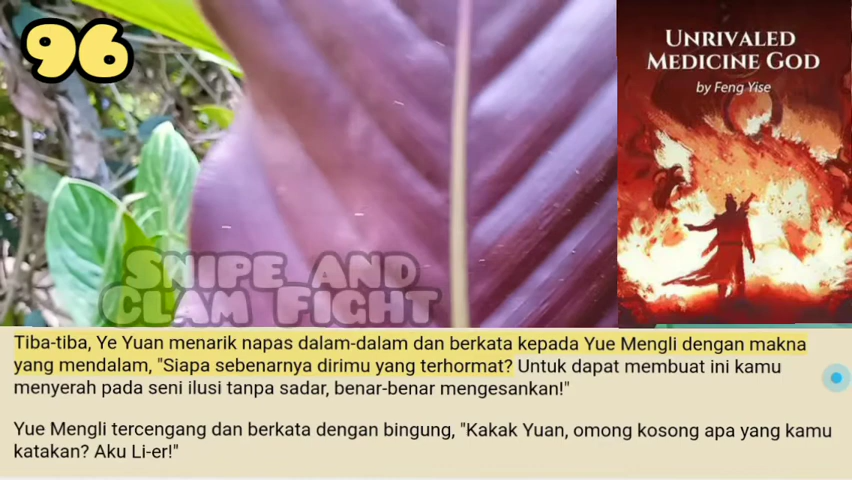 96
UNRIVALED
MEDICINE GOD
by Feng Yise
SNIPE AND
CLAM FIGHT
Tiba-tiba, Ye Yuan menarik napas dalam-dalam dan berkata kepada Yue Mengli dengan makna
yang mendalam, "Siapa sebenarnya dirimu yang terhormat? Untuk dapat membuat ini kamu
menyerah pada seni ilusi tanpa sadar, benar-benar mengesankan!"
Yue Mengli tercengang dan berkata dengan bingung, "Kakak Yuan, omong kosong apa yang kamu
katakan? Aku Li-er!"